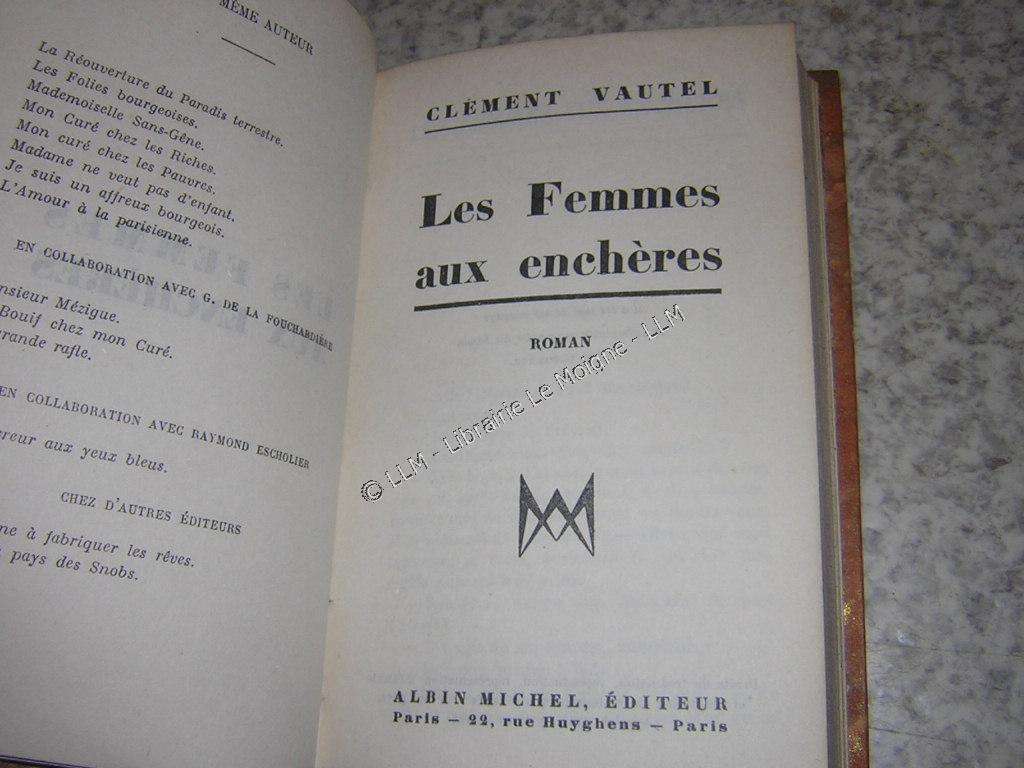 MÊME AUTEUR
La Réouverture du Paradis terrestre.
Les Folies bourgeoises.
Mademoiselle Sans-Gêne.
Mon Curé chez les Riches.
Mon curé chez les Pauvres.
Madame ne veut pas d'enfant.
Je suis un affreux bourgeois.
L'Amour à la parisienne.
EN COLLABORATION AVEC G. DE LA FOUCHARDIÈRE
nsieur Mézigue.
Bouif chez mon Curé.
rande rafle.
EN COLLABORATION AVEC RAYMOND ESCHOLIER
ereur aux yeux bleus.
CHEZ D'AUTRES ÉDITEURS
ne à fabriquer les rêves.
pays des Snobs.
CLÉMENT VAUTEL
Les Femmes
aux enchères
ROMAN
© LLM - Librairie Le Moigne - LLM
ALBIN MICHEL, ÉDITEUR
Paris — 22, rue Huyghens — Paris